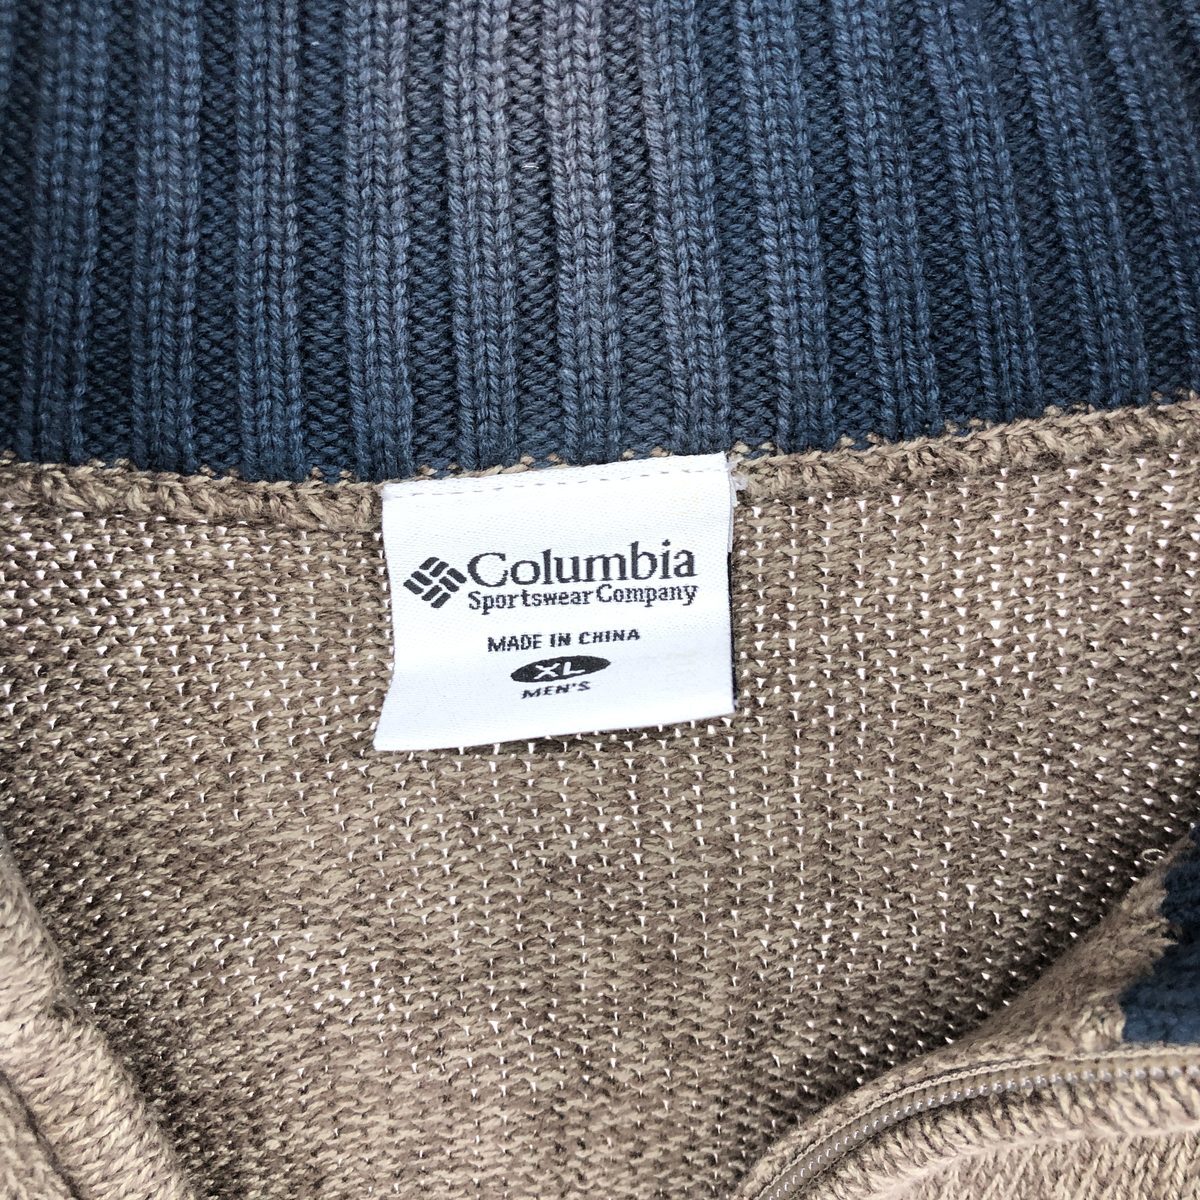 Columbia
Sportswear Company
MADE IN CHINA
XL
MEN'S